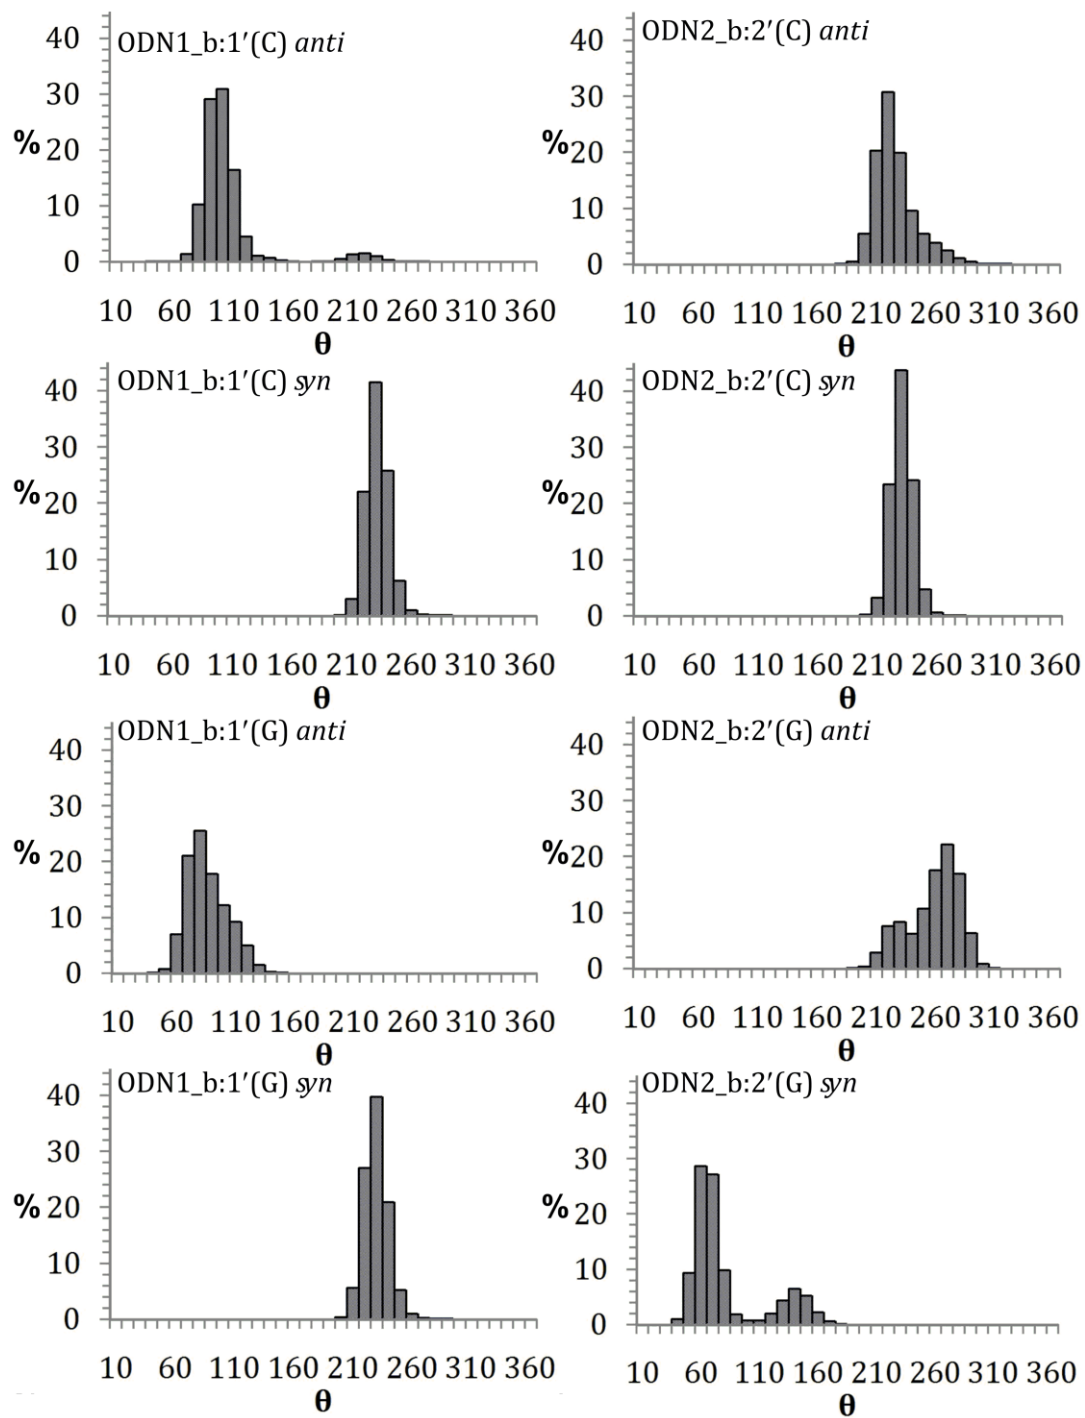 ODN1_b:1′(C) anti
40
30
% 20
10
0
10 60 110 160 210 260 310 360
θ
ODN2_b:2′(C) anti
40
30
% 20
10
0
10 60 110 160 210 260 310 360
θ
ODN1_b:1′(C) syn
40
30
% 20
10
0
10 60 110 160 210 260 310 360
θ
ODN2_b:2′(C) syn
40
30
% 20
10
0
10 60 110 160 210 260 310 360
θ
ODN1_b:1′(G) anti
40
30
% 20
10
0
10 60 110 160 210 260 310 360
θ
ODN2_b:2′(G) anti
40
30
% 20
10
0
10 60 110 160 210 260 310 360
θ
ODN1_b:1′(G) syn
40
30
% 20
10
0
10 60 110 160 210 260 310 360
θ
ODN2_b:2′(G) syn
40
30
% 20
10
0
10 60 110 160 210 260 310 360
θ